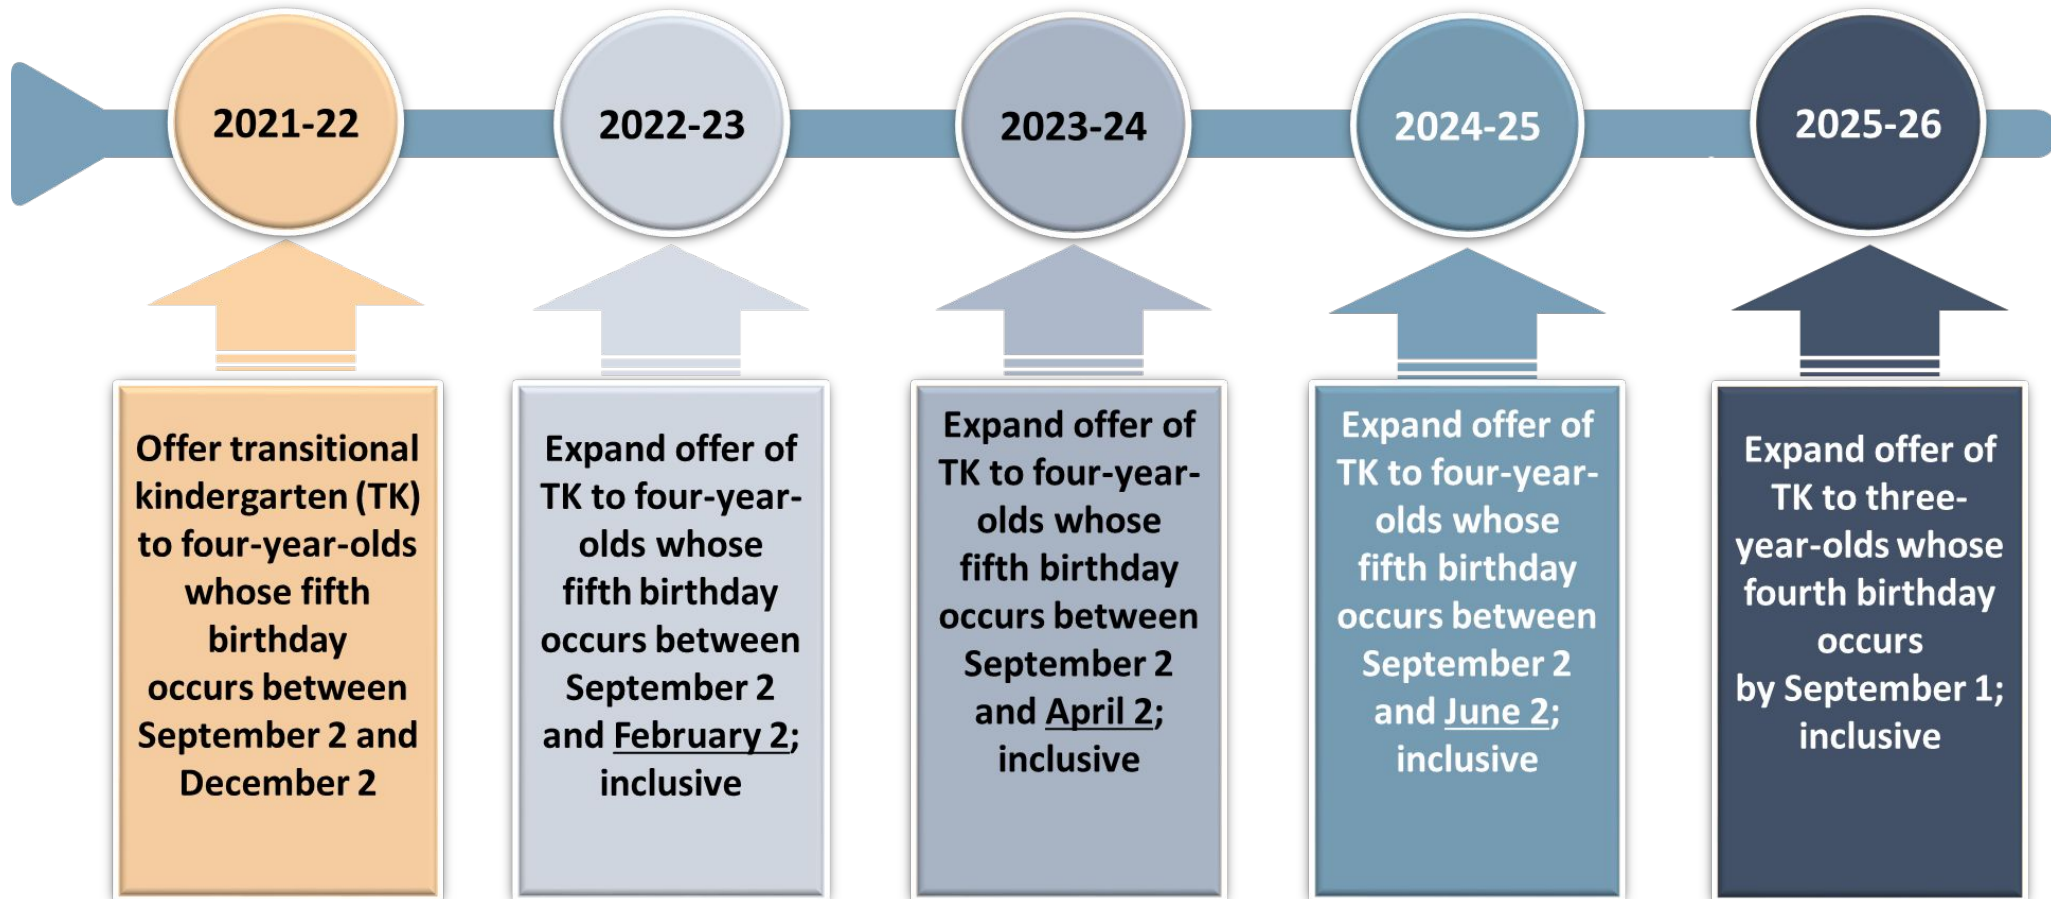 2021-22
2022-23
2023-24
2024-25
2025-26
Offer transitional
kindergarten (TK)
to four-year-olds
whose fifth
birthday
occurs between
September 2 and
December 2
Expand offer of
TK to four-year-
olds whose
fifth birthday
occurs between
September 2
and February 2;
inclusive
Expand offer of
TK to four-year-
olds whose
fifth birthday
occurs between
September 2
and April 2;
inclusive
Expand offer of
TK to four-year-
olds whose
fifth birthday
occurs between
September 2
and June 2;
inclusive
Expand offer of
TK to three-
year-olds whose
fourth birthday
occurs
by September 1;
inclusive